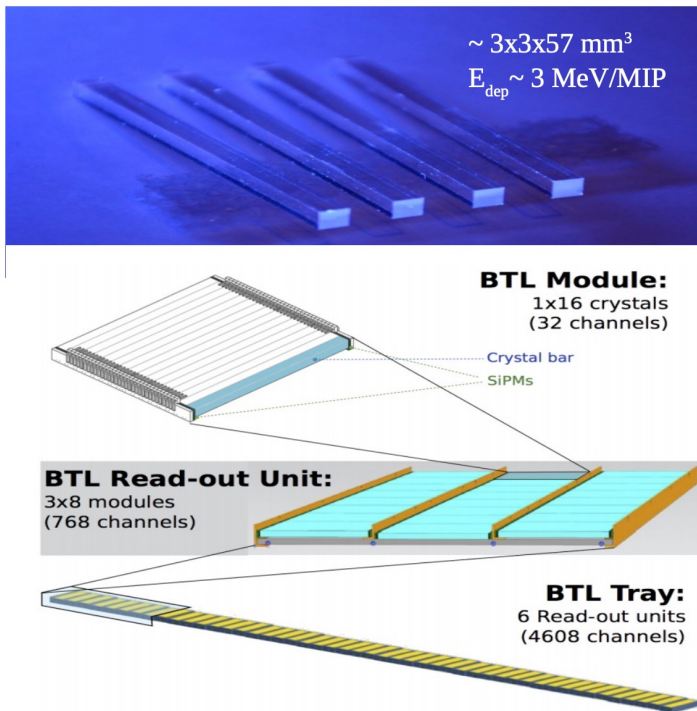 ~ 3x3x57 mm³
E_dep ~ 3 MeV/MIP
BTL Module:
1x16 crystals
(32 channels)
Crystal bar
SiPMs
BTL Read-out Unit:
3x8 modules
(768 channels)
BTL Tray:
6 Read-out units
(4608 channels)